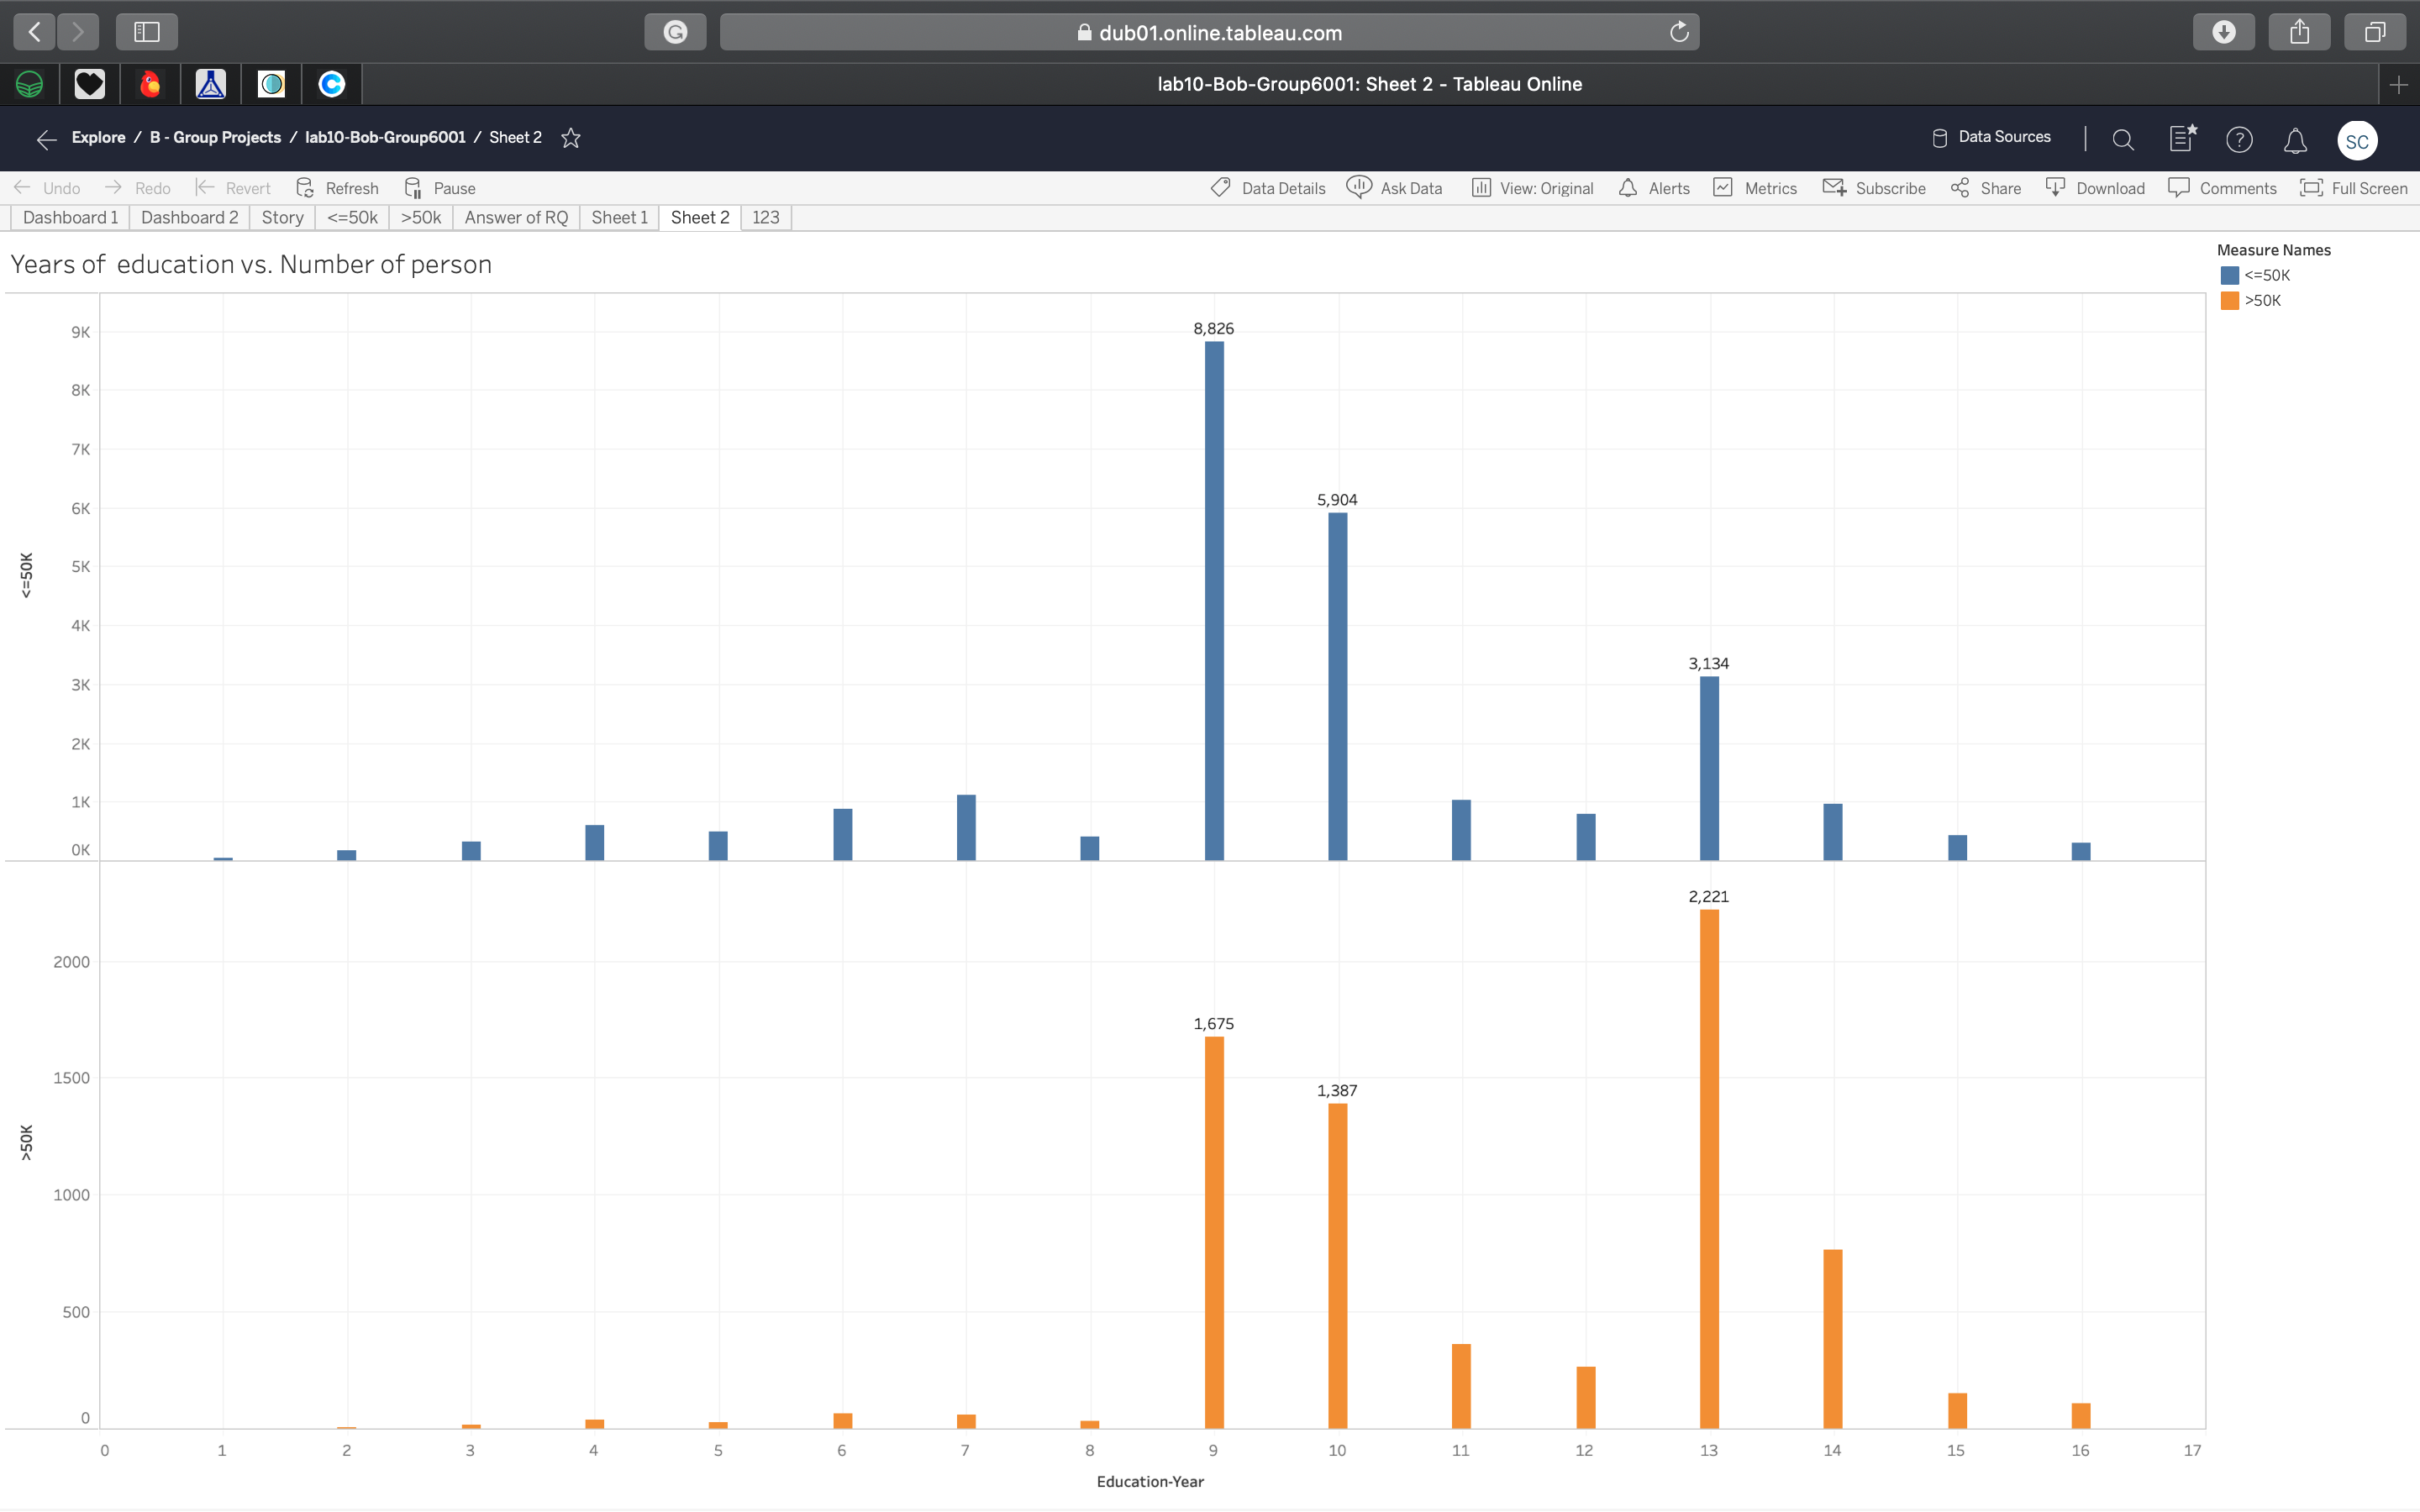 dub01.online.tableau.com
lab10-Bob-Group6001: Sheet 2 - Tableau Online
Explore / B - Group Projects / lab10-Bob-Group6001 / Sheet 2
Data Sources
SC
Undo Redo Revert Refresh Pause
Data Details Ask Data View: Original Alerts Metrics Subscribe Share Download Comments Full Screen
Dashboard 1 Dashboard 2 Story <=50k >50k Answer of RQ Sheet 1 Sheet 2 123
Years of education vs. Number of person
Measure Names
<=50K
>50K
<=50K
9K
8K
7K
6K
5K
4K
3K
2K
1K
0K
8,826
5,904
3,134
>50K
2000
1500
1000
500
0
1,675
1,387
2,221
0 1 2 3 4 5 6 7 8 9 10 11 12 13 14 15 16 17
Education-Year